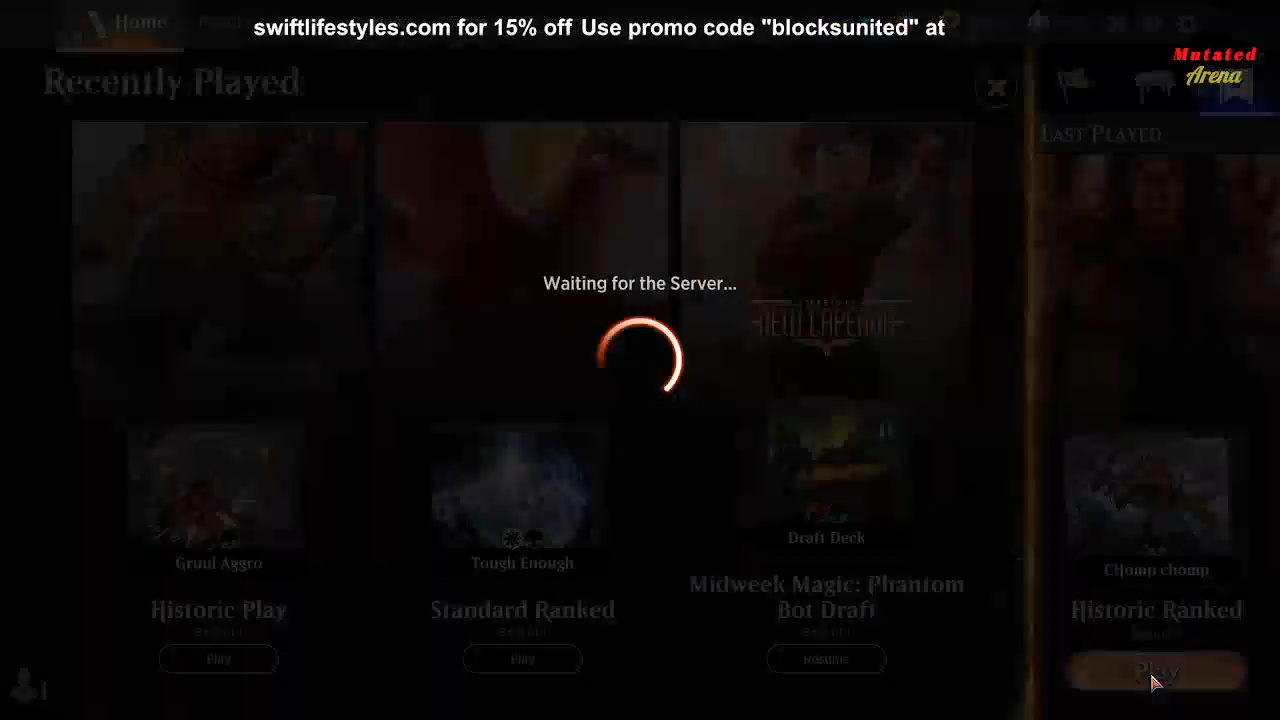 swiftlifestyles.com for 15% off Use promo code "blocksunited" at
Home
Mutated
Arena
Recently Played
LAST PLAYED
Waiting for the Server...
NEW CAPENNA
Gruul Aggro
Tough Enough
Draft Deck
CHomp chomp
Historic Play
Standard Ranked
Midweek Magic: Phantom
Bot Draft
Historic Ranked
Play
Play
Resume
Play